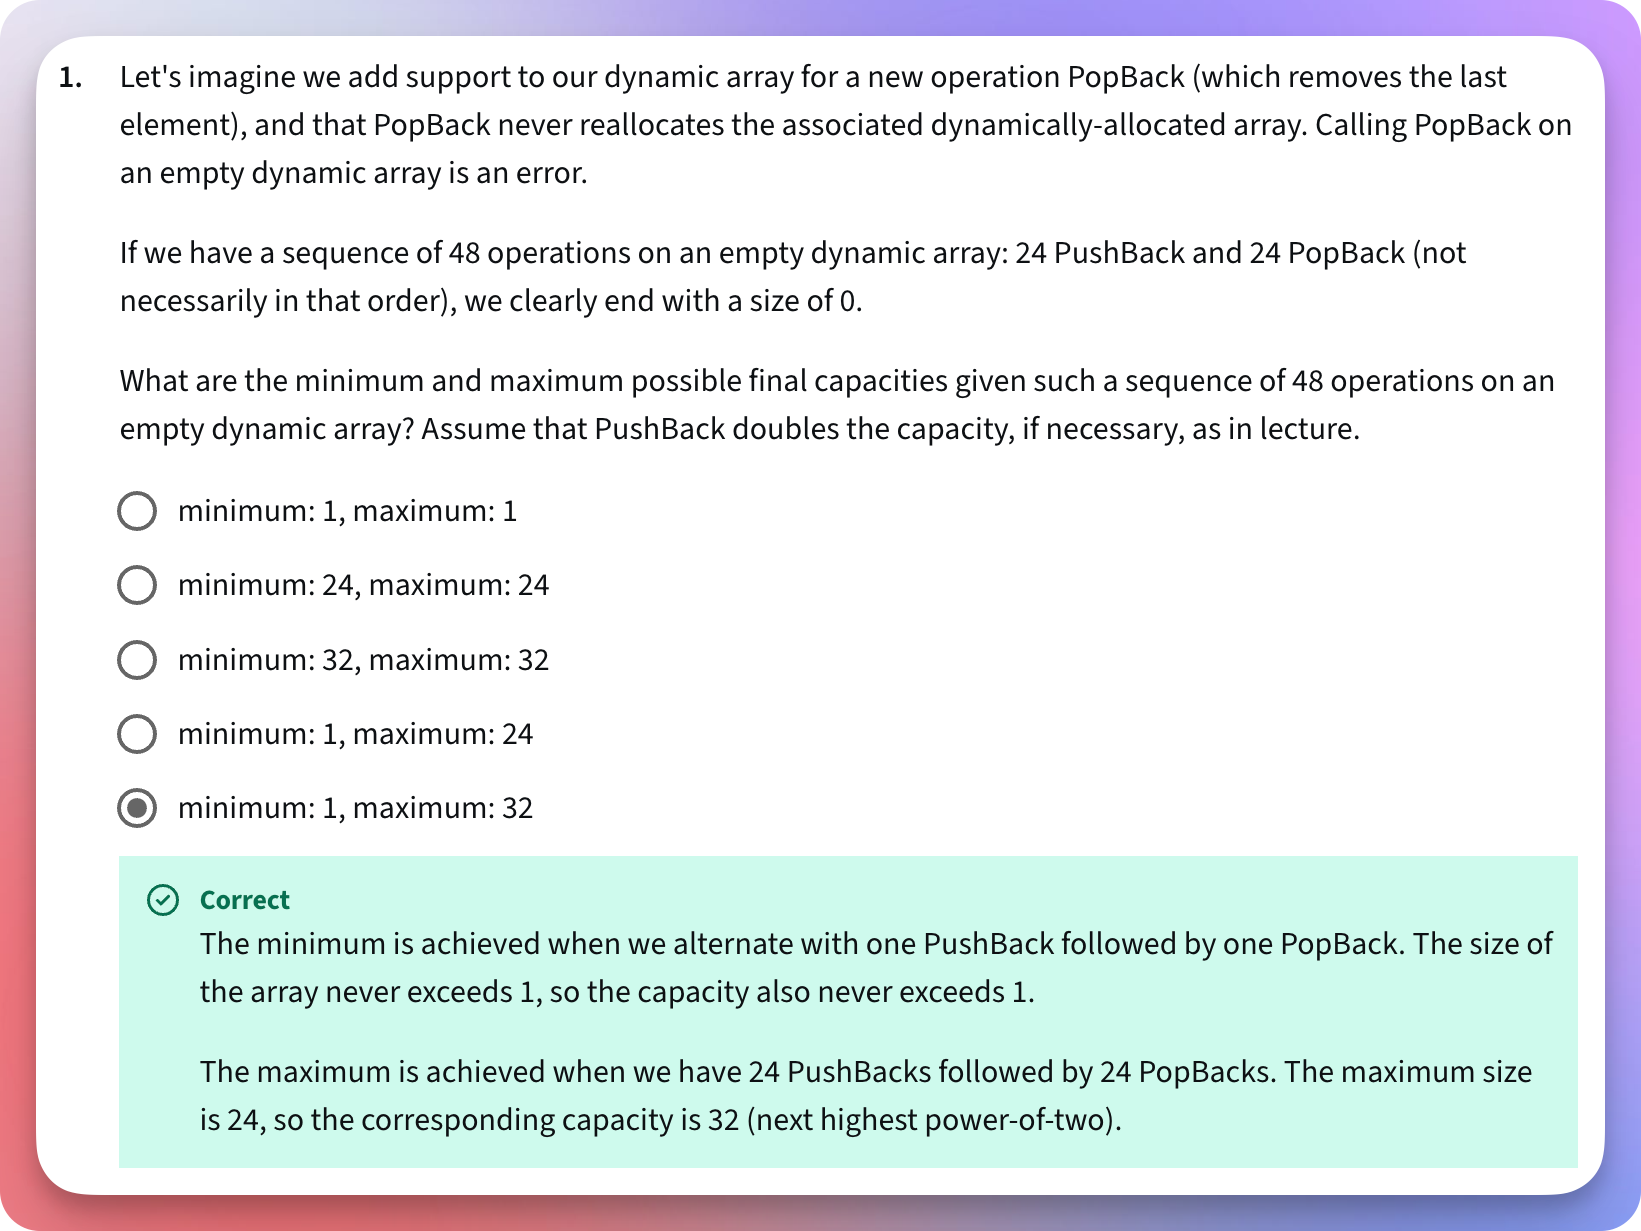 1. Let's imagine we add support to our dynamic array for a new operation PopBack (which removes the last
element), and that PopBack never reallocates the associated dynamically-allocated array. Calling PopBack on
an empty dynamic array is an error.
If we have a sequence of 48 operations on an empty dynamic array: 24 PushBack and 24 PopBack (not
necessarily in that order), we clearly end with a size of 0.
What are the minimum and maximum possible final capacities given such a sequence of 48 operations on an
empty dynamic array? Assume that PushBack doubles the capacity, if necessary, as in lecture.
minimum: 1, maximum: 1
minimum: 24, maximum: 24
minimum: 32, maximum: 32
minimum: 1, maximum: 24
minimum: 1, maximum: 32
Correct
The minimum is achieved when we alternate with one PushBack followed by one PopBack. The size of
the array never exceeds 1, so the capacity also never exceeds 1.
The maximum is achieved when we have 24 PushBacks followed by 24 PopBacks. The maximum size
is 24, so the corresponding capacity is 32 (next highest power-of-two).